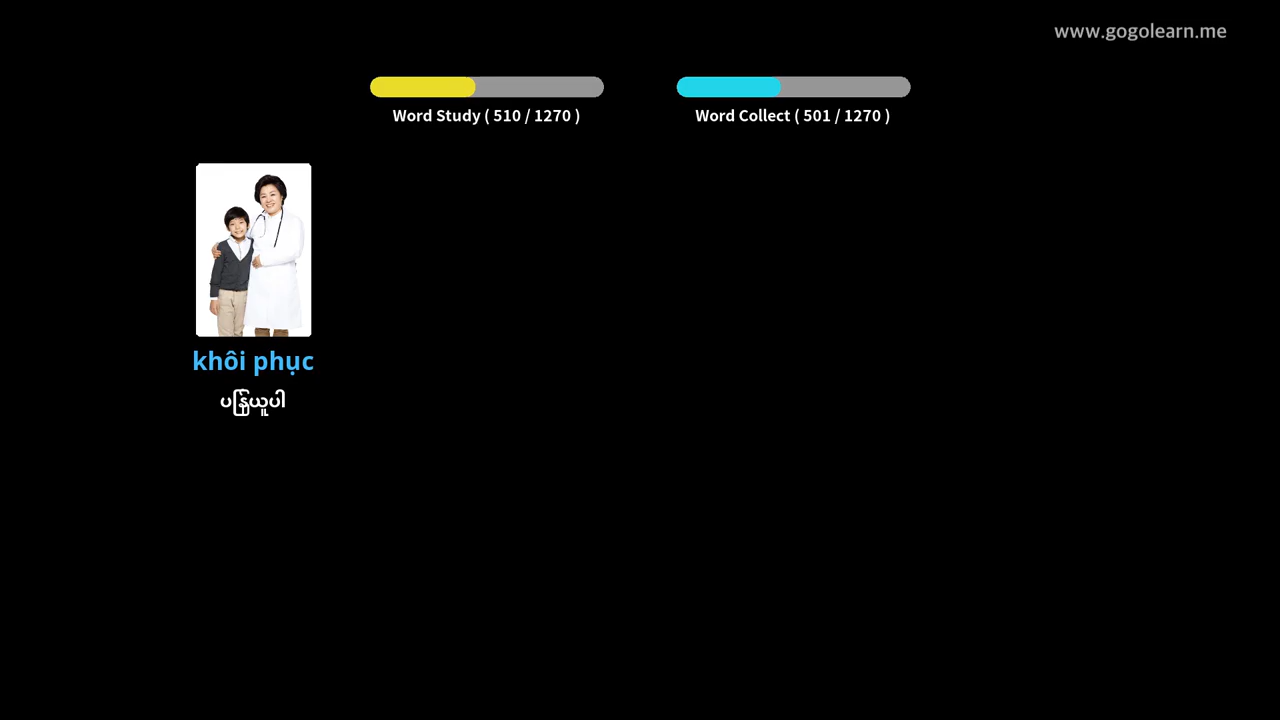 www.gogolearn.me
Word Study ( 510 / 1270 )
Word Collect ( 501 / 1270 )
khôi phục
ပန်ြယူပါ